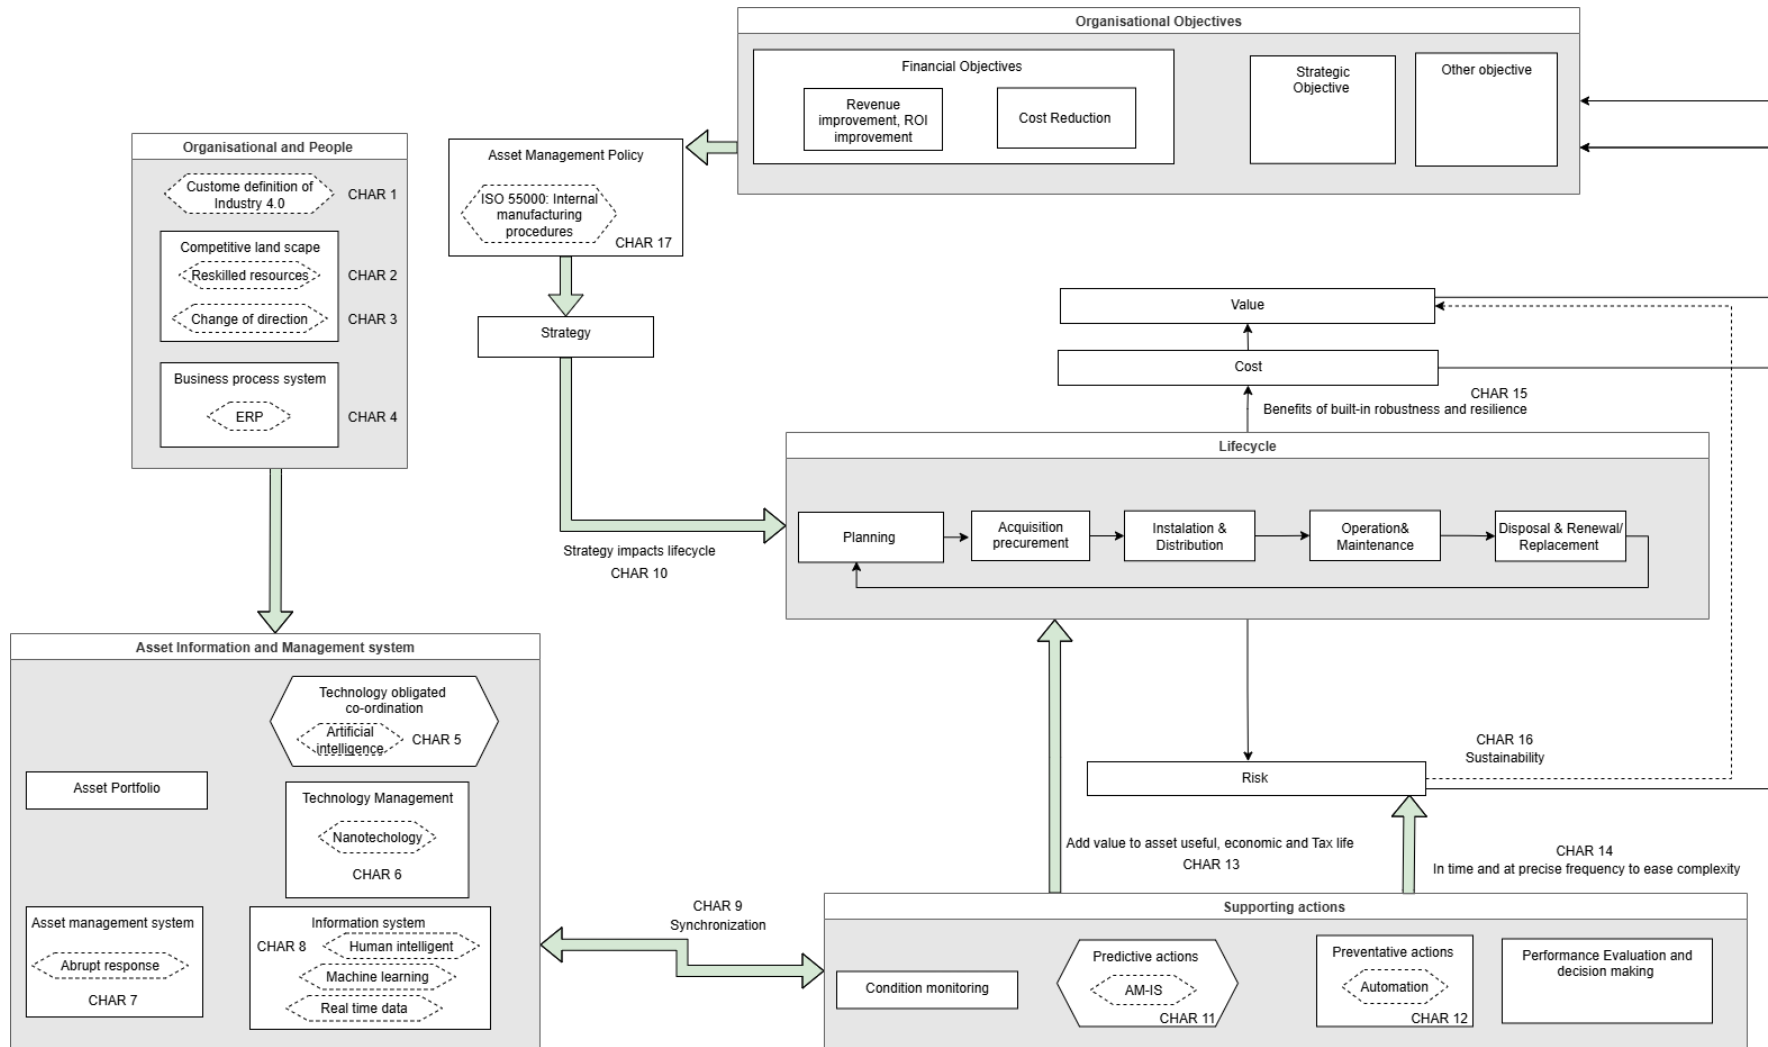 Organisational Objectives
Financial Objectives
Revenue
improvement, ROI
improvement
Cost Reduction
Strategic
Objective
Other objective
Organisational and People
Custome definition of
Industry 4.0
CHAR 1
Competitive land scape
Reskilled resources
CHAR 2
Change of direction
CHAR 3
Business process system
ERP
CHAR 4
Asset Management Policy
ISO 55000: Internal
manufacturing
procedures
CHAR 17
Strategy
Value
Cost
CHAR 15
Benefits of built-in robustness and resilience
Strategy impacts lifecycle
CHAR 10
Lifecycle
Planning
Acquisition
precurement
Instalation &
Distribution
Operation&
Maintenance
Disposal & Renewal/
Replacement
Asset Information and Management system
Technology obligated
co-ordination
Artificial
intelligence
CHAR 5
Asset Portfolio
Technology Management
Nanotechology
CHAR 6
Asset management system
Abrupt response
CHAR 7
Information system
CHAR 8
Human intelligent
Machine learning
Real time data
CHAR 9
Synchronization
CHAR 16
Sustainability
Risk
Add value to asset useful, economic and Tax life
CHAR 13
CHAR 14
In time and at precise frequency to ease complexity
Supporting actions
Condition monitoring
Predictive actions
AM-IS
CHAR 11
Preventative actions
Automation
CHAR 12
Performance Evaluation and
decision making